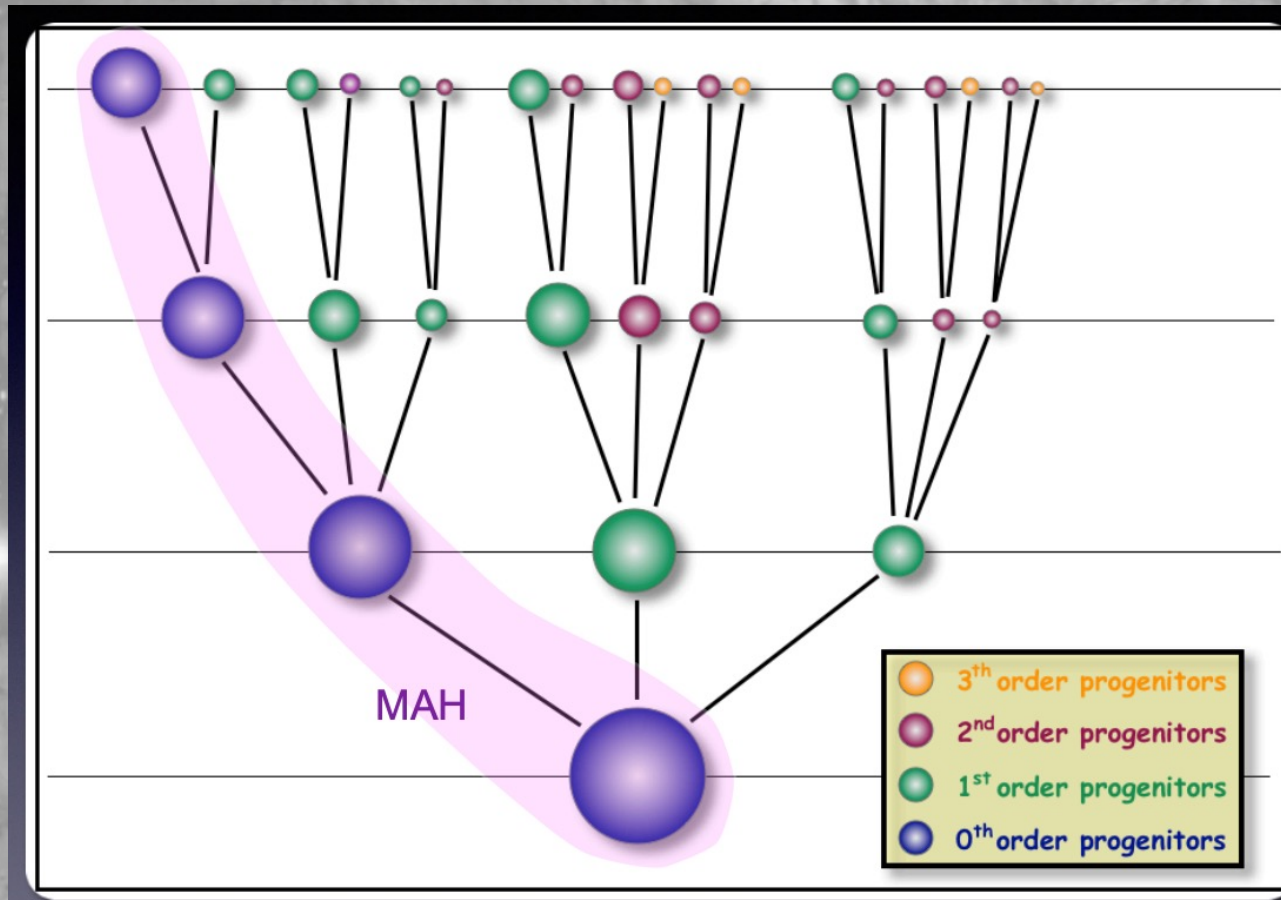 MAH
3th order progenitors
2nd order progenitors
1st order progenitors
0th order progenitors